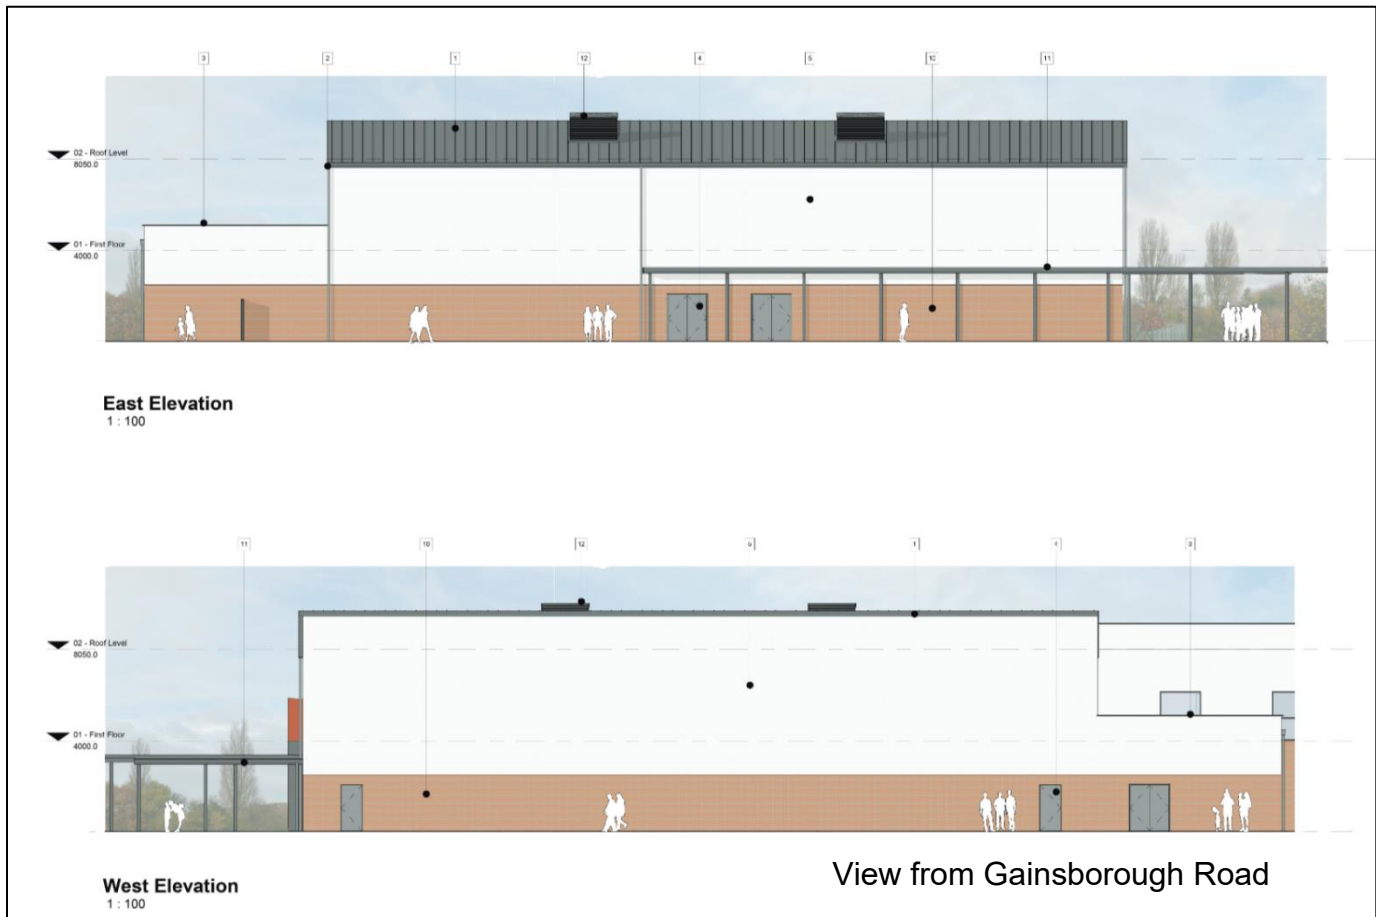 3 2 1 12 4 5 10 11
02 - Roof Level
8050.0
01 - First Floor
4000.0
East Elevation
1 : 100
11 10 12 6 1 4 3
02 - Roof Level
8050.0
01 - First Floor
4000.0
View from Gainsborough Road
West Elevation
1 : 100